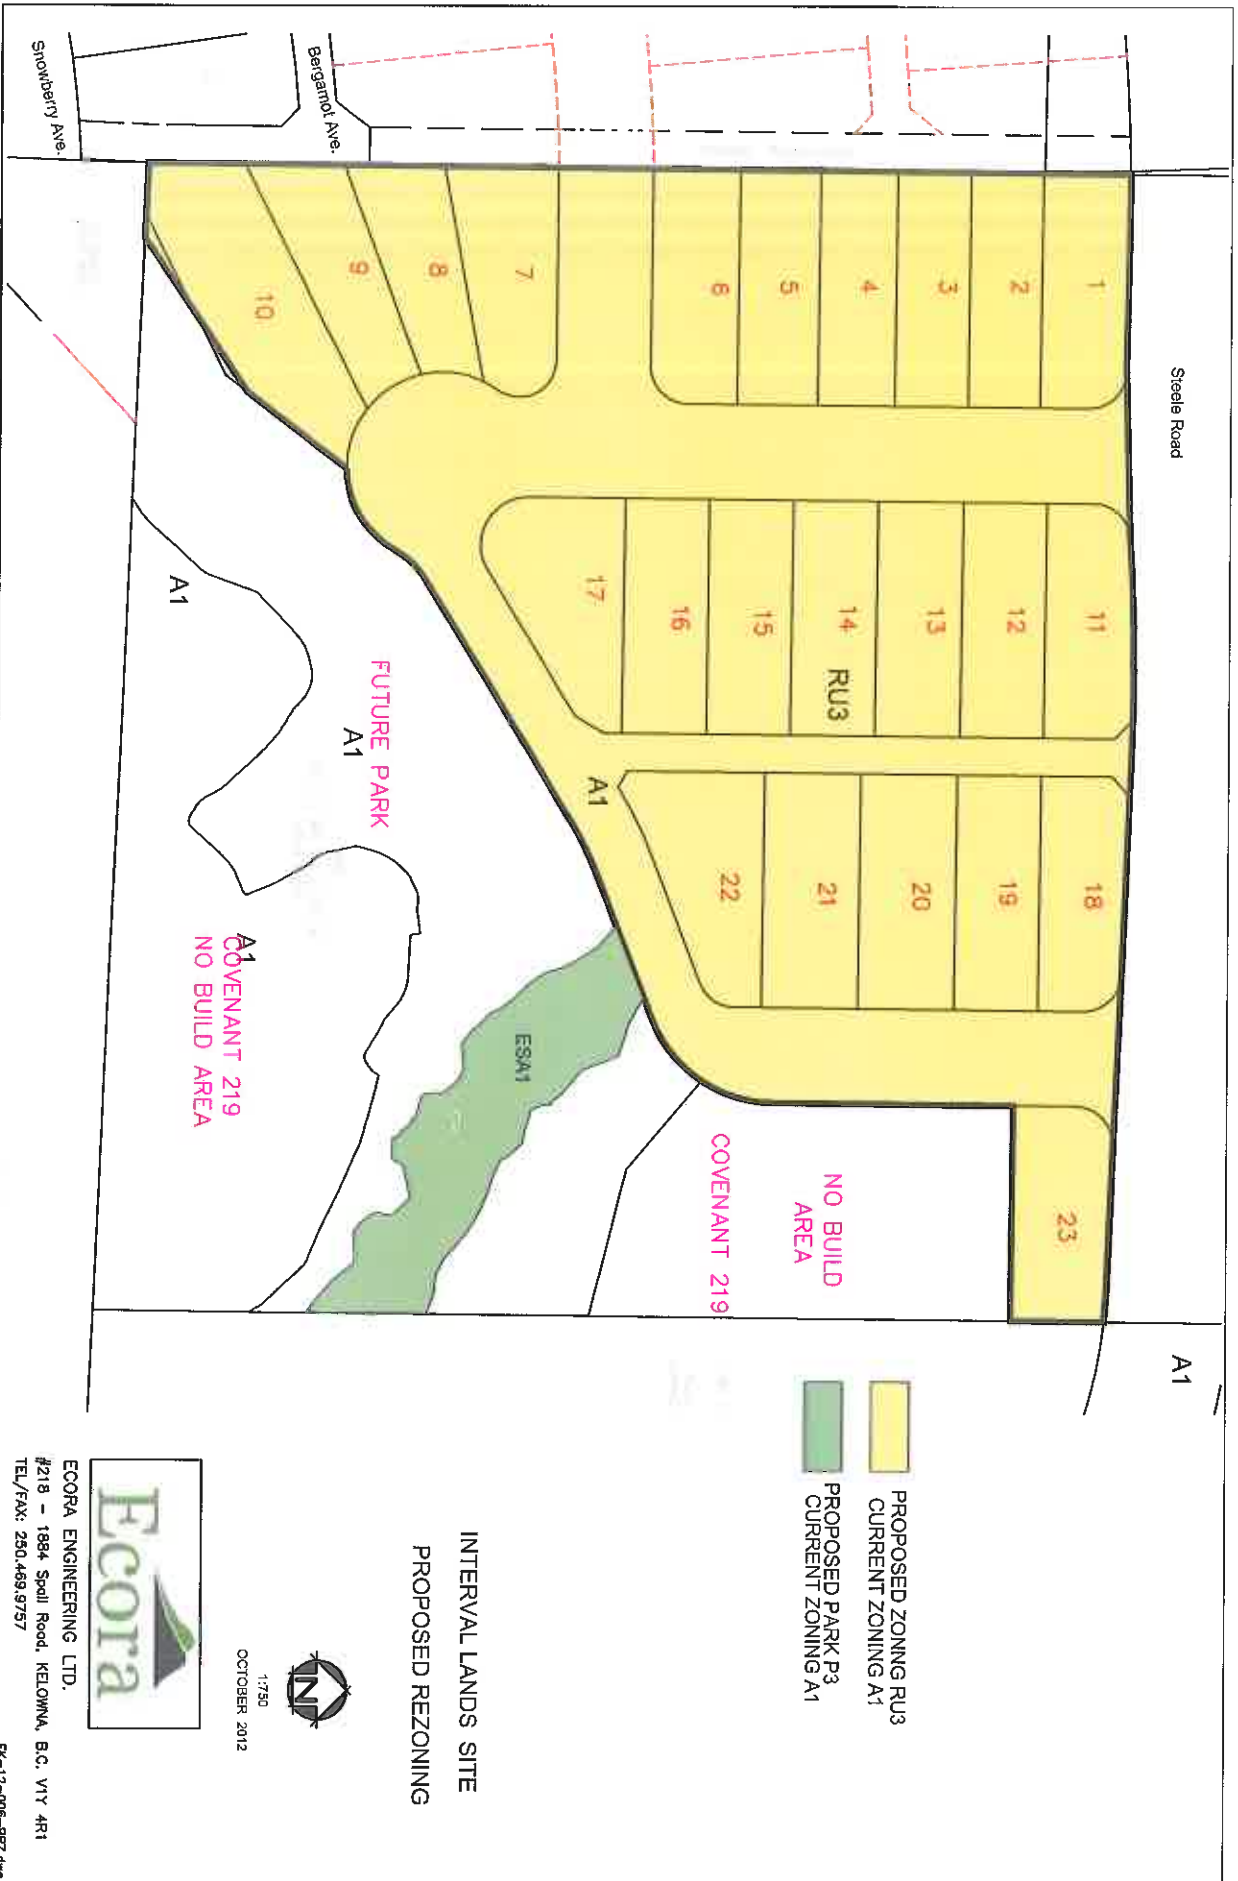 Steele Road
Snowberry Ave.
Bergamot Ave.
1
2
3
4
5
6
7
8
9
10
11
12
13
14
15
16
17
18
19
20
21
22
23
RU3
A1
A1
FUTURE PARK
A1
A1
COVENANT 219
NO BUILD AREA
ESA1
NO BUILD
AREA
COVENANT 219
A1
PROPOSED ZONING RU3
CURRENT ZONING A1
PROPOSED PARK P3
CURRENT ZONING A1
INTERVAL LANDS SITE
PROPOSED REZONING
N
1:750
OCTOBER 2012
Ecora
ECORA ENGINEERING LTD.
#218 - 1884 Spall Road, KELOWNA, B.C. V1Y 4R1
TEL/FAX: 250.469.9757